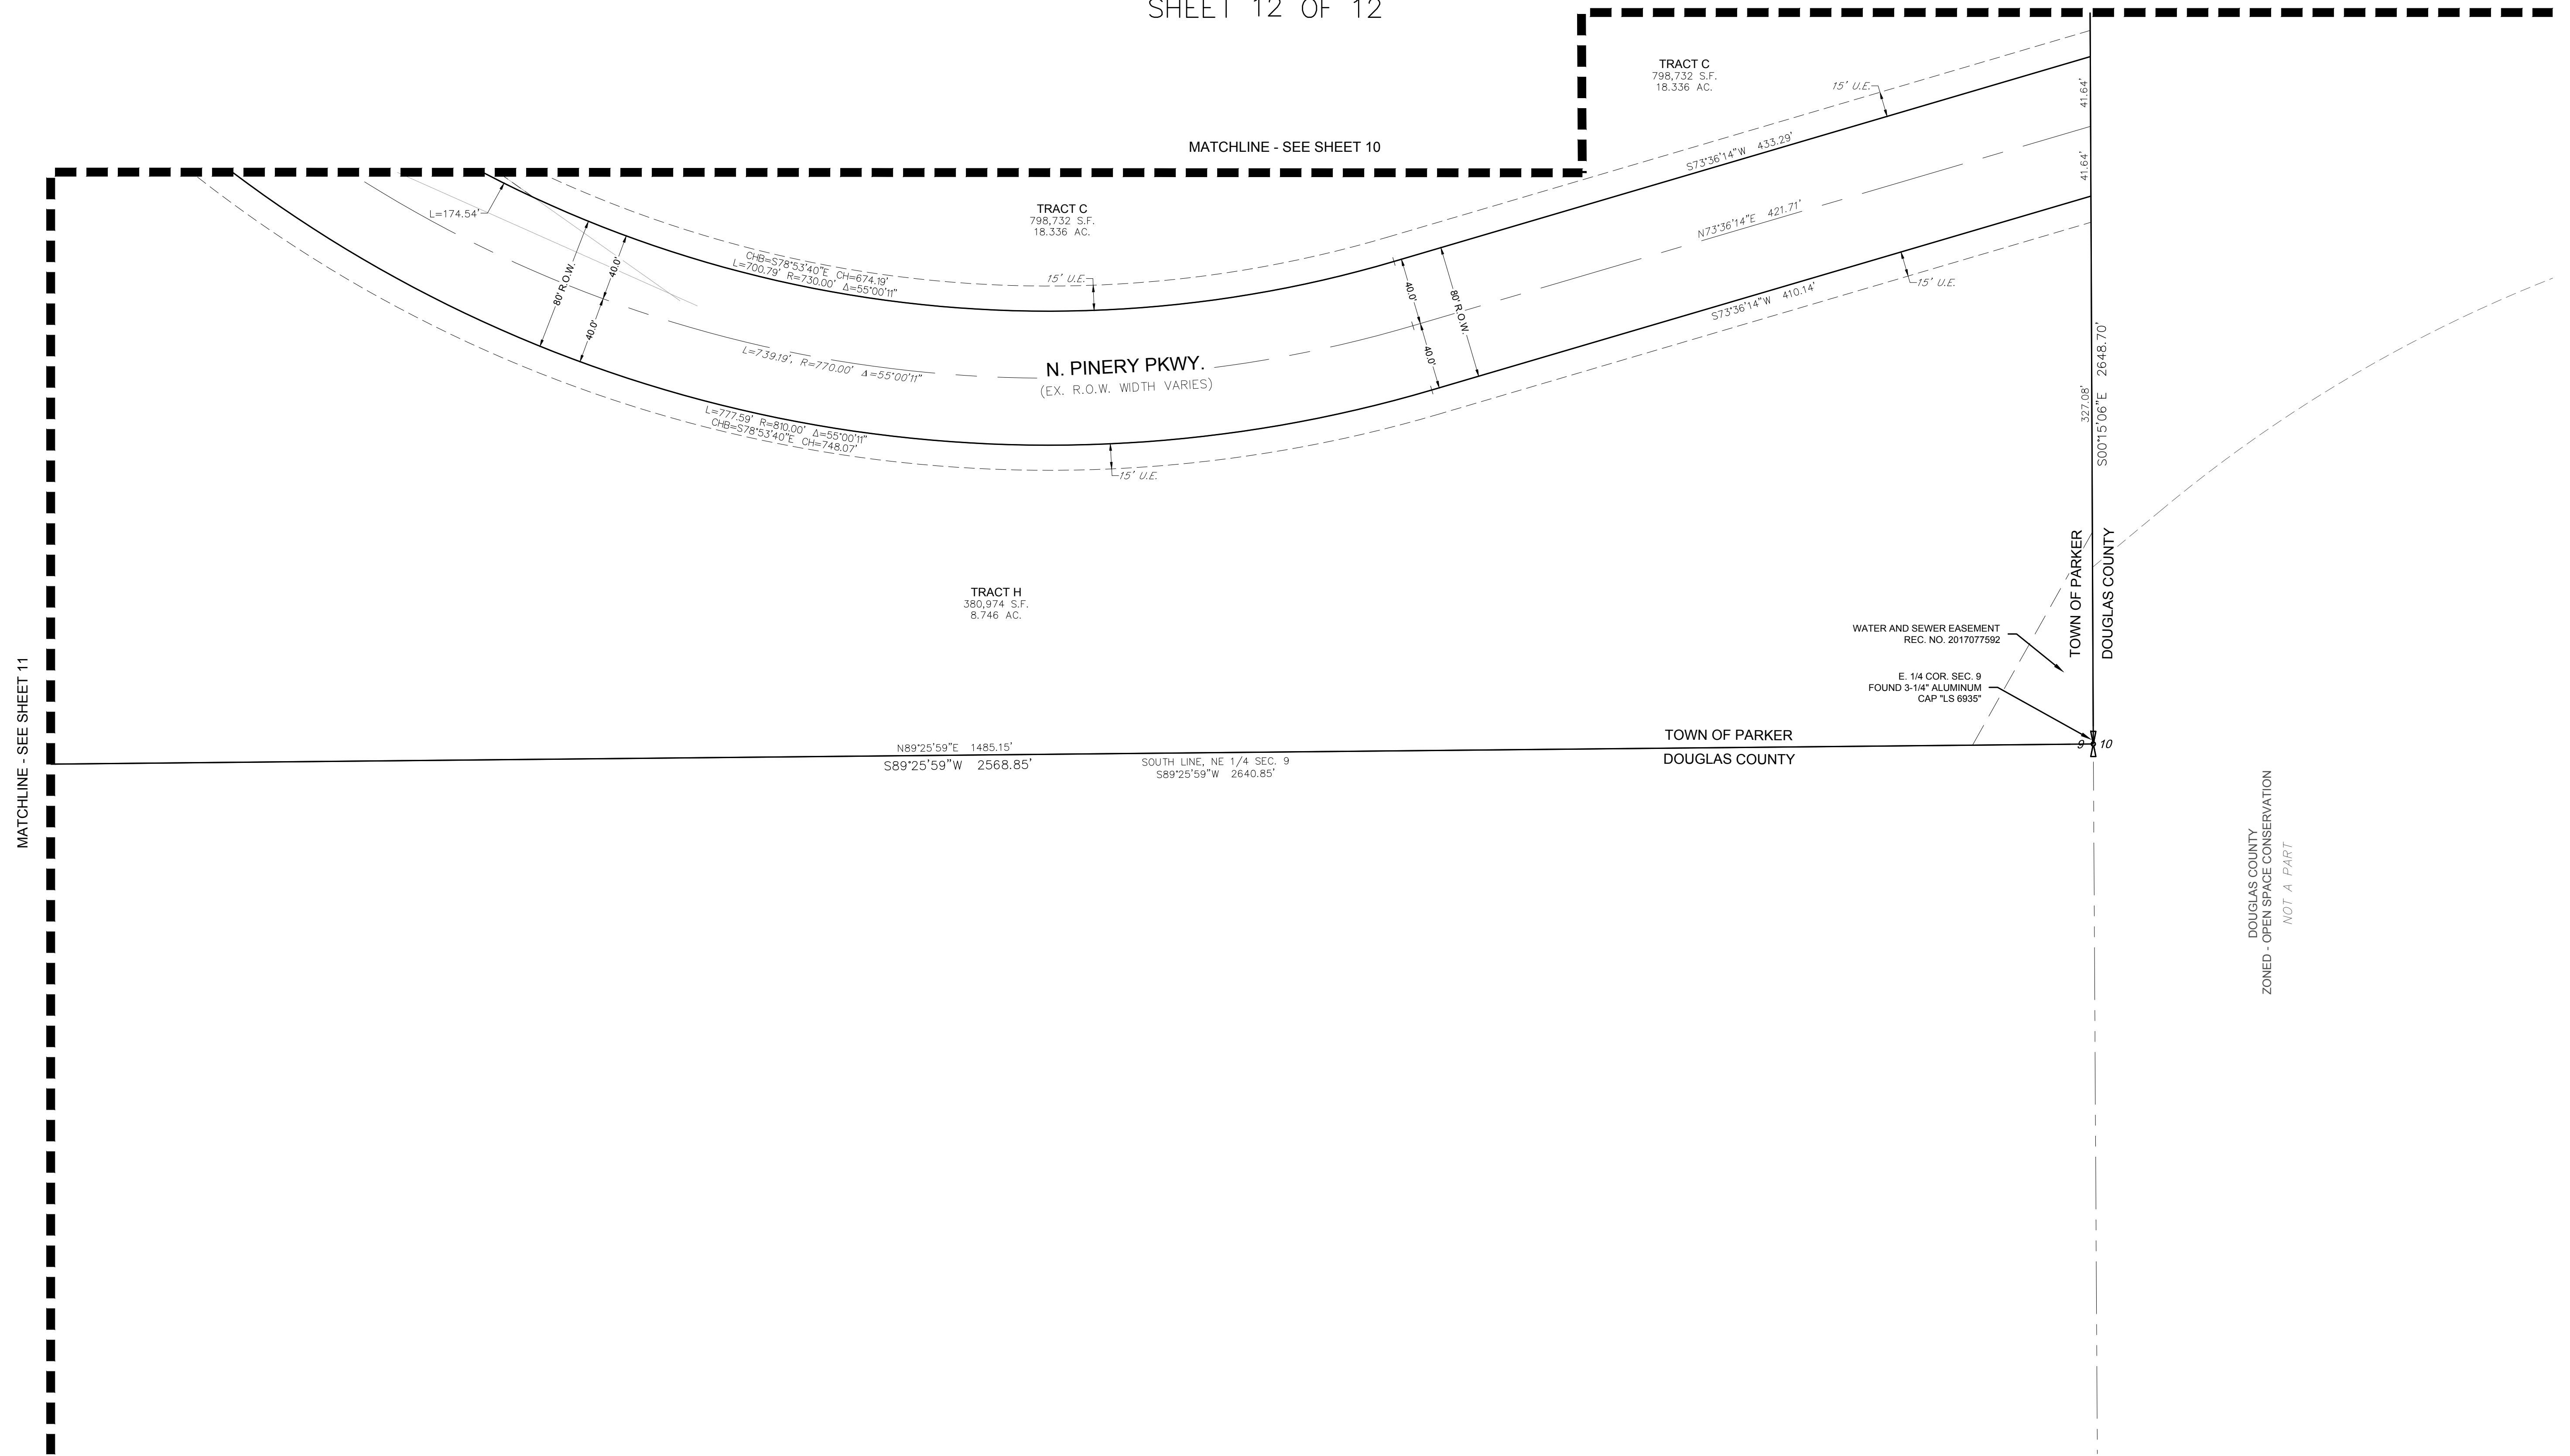 SHEET 12 OF 12
TRACT C
798,732 S.F.
18.336 AC.
15' U.E.
41.64'
MATCHLINE - SEE SHEET 10
S73°36'14"W 433.29'
41.64'
L=174.54'
TRACT C
798,732 S.F.
18.336 AC.
N73°36'14"E 421.71'
80' R.O.W.
40.0'
40.0'
CHB=S78°53'40"E CH=674.19'
L=700.79' R=730.00' Δ=55°00'11"
15' U.E.
40.0'
80' R.O.W.
40.0'
15' U.E.
S73°36'14"W 410.14'
L=739.19', R=770.00' Δ=55°00'11"
N. PINERY PKWY.
(EX. R.O.W. WIDTH VARIES)
327.08'
S00°15'06"E 2648.70'
L=777.59' R=810.00' Δ=55°00'11"
CHB=S78°53'40"E CH=748.07'
15' U.E.
TRACT H
380,974 S.F.
8.746 AC.
TOWN OF PARKER
DOUGLAS COUNTY
WATER AND SEWER EASEMENT
REC. NO. 2017077592
E. 1/4 COR. SEC. 9
FOUND 3-1/4" ALUMINUM
CAP "LS 6935"
MATCHLINE - SEE SHEET 11
N89°25'59"E 1485.15'
S89°25'59"W 2568.85'
SOUTH LINE, NE 1/4 SEC. 9
S89°25'59"W 2640.85'
TOWN OF PARKER
DOUGLAS COUNTY
9 10
DOUGLAS COUNTY
ZONED - OPEN SPACE CONSERVATION
NOT A PART